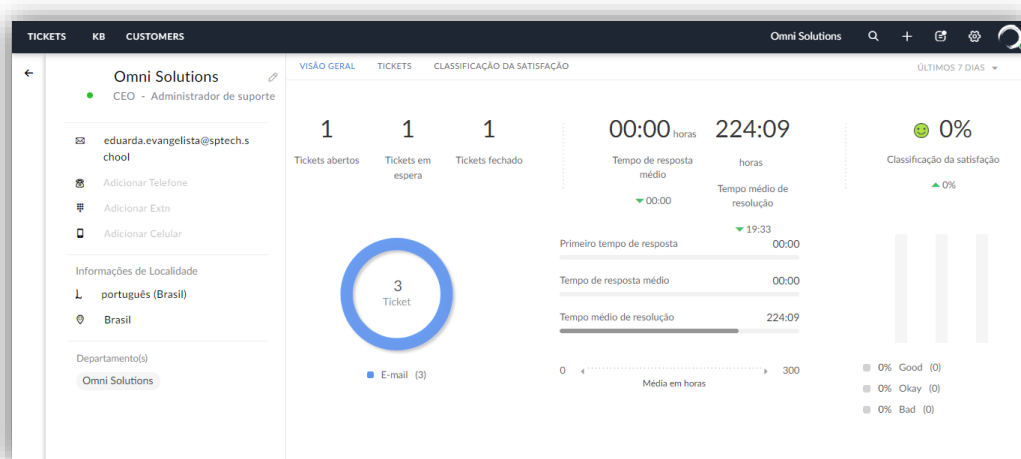 TICKETS KB CUSTOMERS Omni Solutions
Omni Solutions
CEO - Administrador de suporte
eduarda.evangelista@sptech.s
chool
Adicionar Telefone
Adicionar Extn
Adicionar Celular
Informações de Localidade
português (Brasil)
Brasil
Departamento(s)
Omni Solutions
VISÃO GERAL TICKETS CLASSIFICAÇÃO DA SATISFAÇÃO ÚLTIMOS 7 DIAS
1
Tickets abertos
1
Tickets em
espera
1
Tickets fechado
00:00 horas
Tempo de resposta
médio
00:00
224:09
horas
Tempo médio de
resolução
19:33
0%
Classificação da satisfação
0%
3
Ticket
E-mail (3)
Primeiro tempo de resposta 00:00
Tempo de resposta médio 00:00
Tempo médio de resolução 224:09
0 300
Média em horas
0% Good (0)
0% Okay (0)
0% Bad (0)